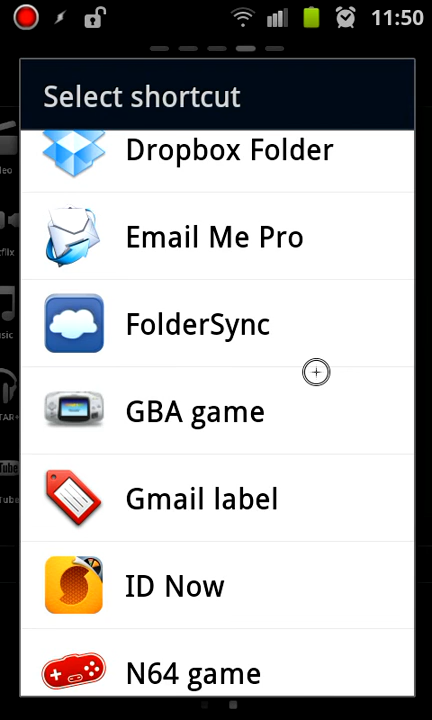 11:50
Select shortcut
Dropbox Folder
Email Me Pro
FolderSync
GBA game
Gmail label
ID Now
N64 game